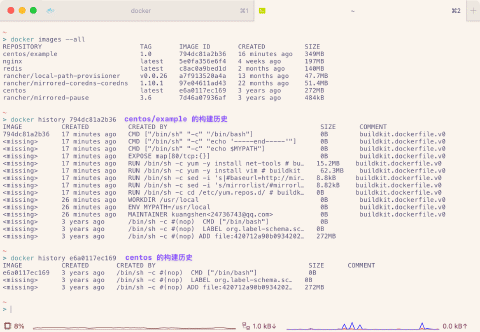 docker
⌘1
~
⌘2
~
> docker images --all
REPOSITORY TAG IMAGE ID CREATED SIZE
centos/example 1.0 794dc81a2b36 16 minutes ago 349MB
nginx latest 5e0fa356e6f4 4 weeks ago 197MB
redis latest c8ac0a9bed1d 2 months ago 140MB
rancher/local-path-provisioner v0.0.26 a7f913520a4a 13 months ago 47.7MB
rancher/mirrored-coredns-coredns 1.10.1 97e04611ad43 22 months ago 51.4MB
centos latest e6a0117ec169 3 years ago 272MB
rancher/mirrored-pause 3.6 7d46a07936af 3 years ago 484kB
~
> docker history 794dc81a2b36 centos/example 的构建历史
IMAGE CREATED CREATED BY SIZE COMMENT
794dc81a2b36 17 minutes ago CMD ["/bin/sh" "-c" "/bin/bash"] 0B buildkit.dockerfile.v0
<missing> 17 minutes ago CMD ["/bin/sh" "-c" "echo '-----end-----'"] 0B buildkit.dockerfile.v0
<missing> 17 minutes ago CMD ["/bin/sh" "-c" "echo $MYPATH"] 0B buildkit.dockerfile.v0
<missing> 17 minutes ago EXPOSE map[80/tcp:{}] 0B buildkit.dockerfile.v0
<missing> 17 minutes ago RUN /bin/sh -c yum -y install net-tools # bu… 15.2MB buildkit.dockerfile.v0
<missing> 17 minutes ago RUN /bin/sh -c yum -y install vim # buildkit 62.3MB buildkit.dockerfile.v0
<missing> 17 minutes ago RUN /bin/sh -c sed -i 's|#baseurl=http://mir… 8.8kB buildkit.dockerfile.v0
<missing> 17 minutes ago RUN /bin/sh -c sed -i 's/mirrorlist/#mirrorl… 8.82kB buildkit.dockerfile.v0
<missing> 17 minutes ago RUN /bin/sh -c cd /etc/yum.repos.d/ # buildk… 0B buildkit.dockerfile.v0
<missing> 26 minutes ago WORKDIR /usr/local 0B buildkit.dockerfile.v0
<missing> 26 minutes ago ENV MYPATH=/usr/local 0B buildkit.dockerfile.v0
<missing> 26 minutes ago MAINTAINER kuangshen<24736743@qq.com> 0B buildkit.dockerfile.v0
<missing> 3 years ago /bin/sh -c #(nop) CMD ["/bin/bash"] 0B
<missing> 3 years ago /bin/sh -c #(nop) LABEL org.label-schema.sc… 0B
<missing> 3 years ago /bin/sh -c #(nop) ADD file:420712a90b0934202… 272MB
~
> docker history e6a0117ec169 centos 的构建历史
IMAGE CREATED CREATED BY SIZE COMMENT
e6a0117ec169 3 years ago /bin/sh -c #(nop) CMD ["/bin/bash"] 0B
<missing> 3 years ago /bin/sh -c #(nop) LABEL org.label-schema.sc… 0B
<missing> 3 years ago /bin/sh -c #(nop) ADD file:420712a90b0934202… 272MB
~
>
8% 1.0 kB↓ 0.0 kB↑